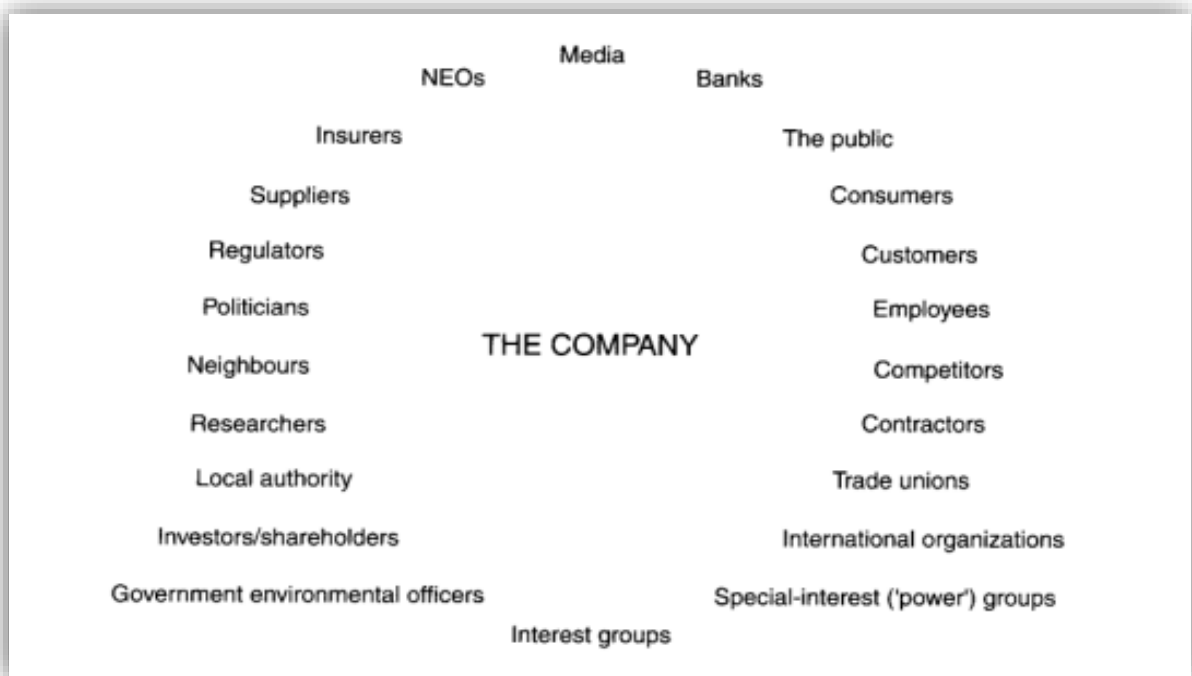 Media
NEOs
Banks
Insurers
The public
Suppliers
Consumers
Regulators
Customers
Politicians
Employees
THE COMPANY
Neighbours
Competitors
Researchers
Contractors
Local authority
Trade unions
Investors/shareholders
International organizations
Government environmental officers
Special-interest ('power') groups
Interest groups